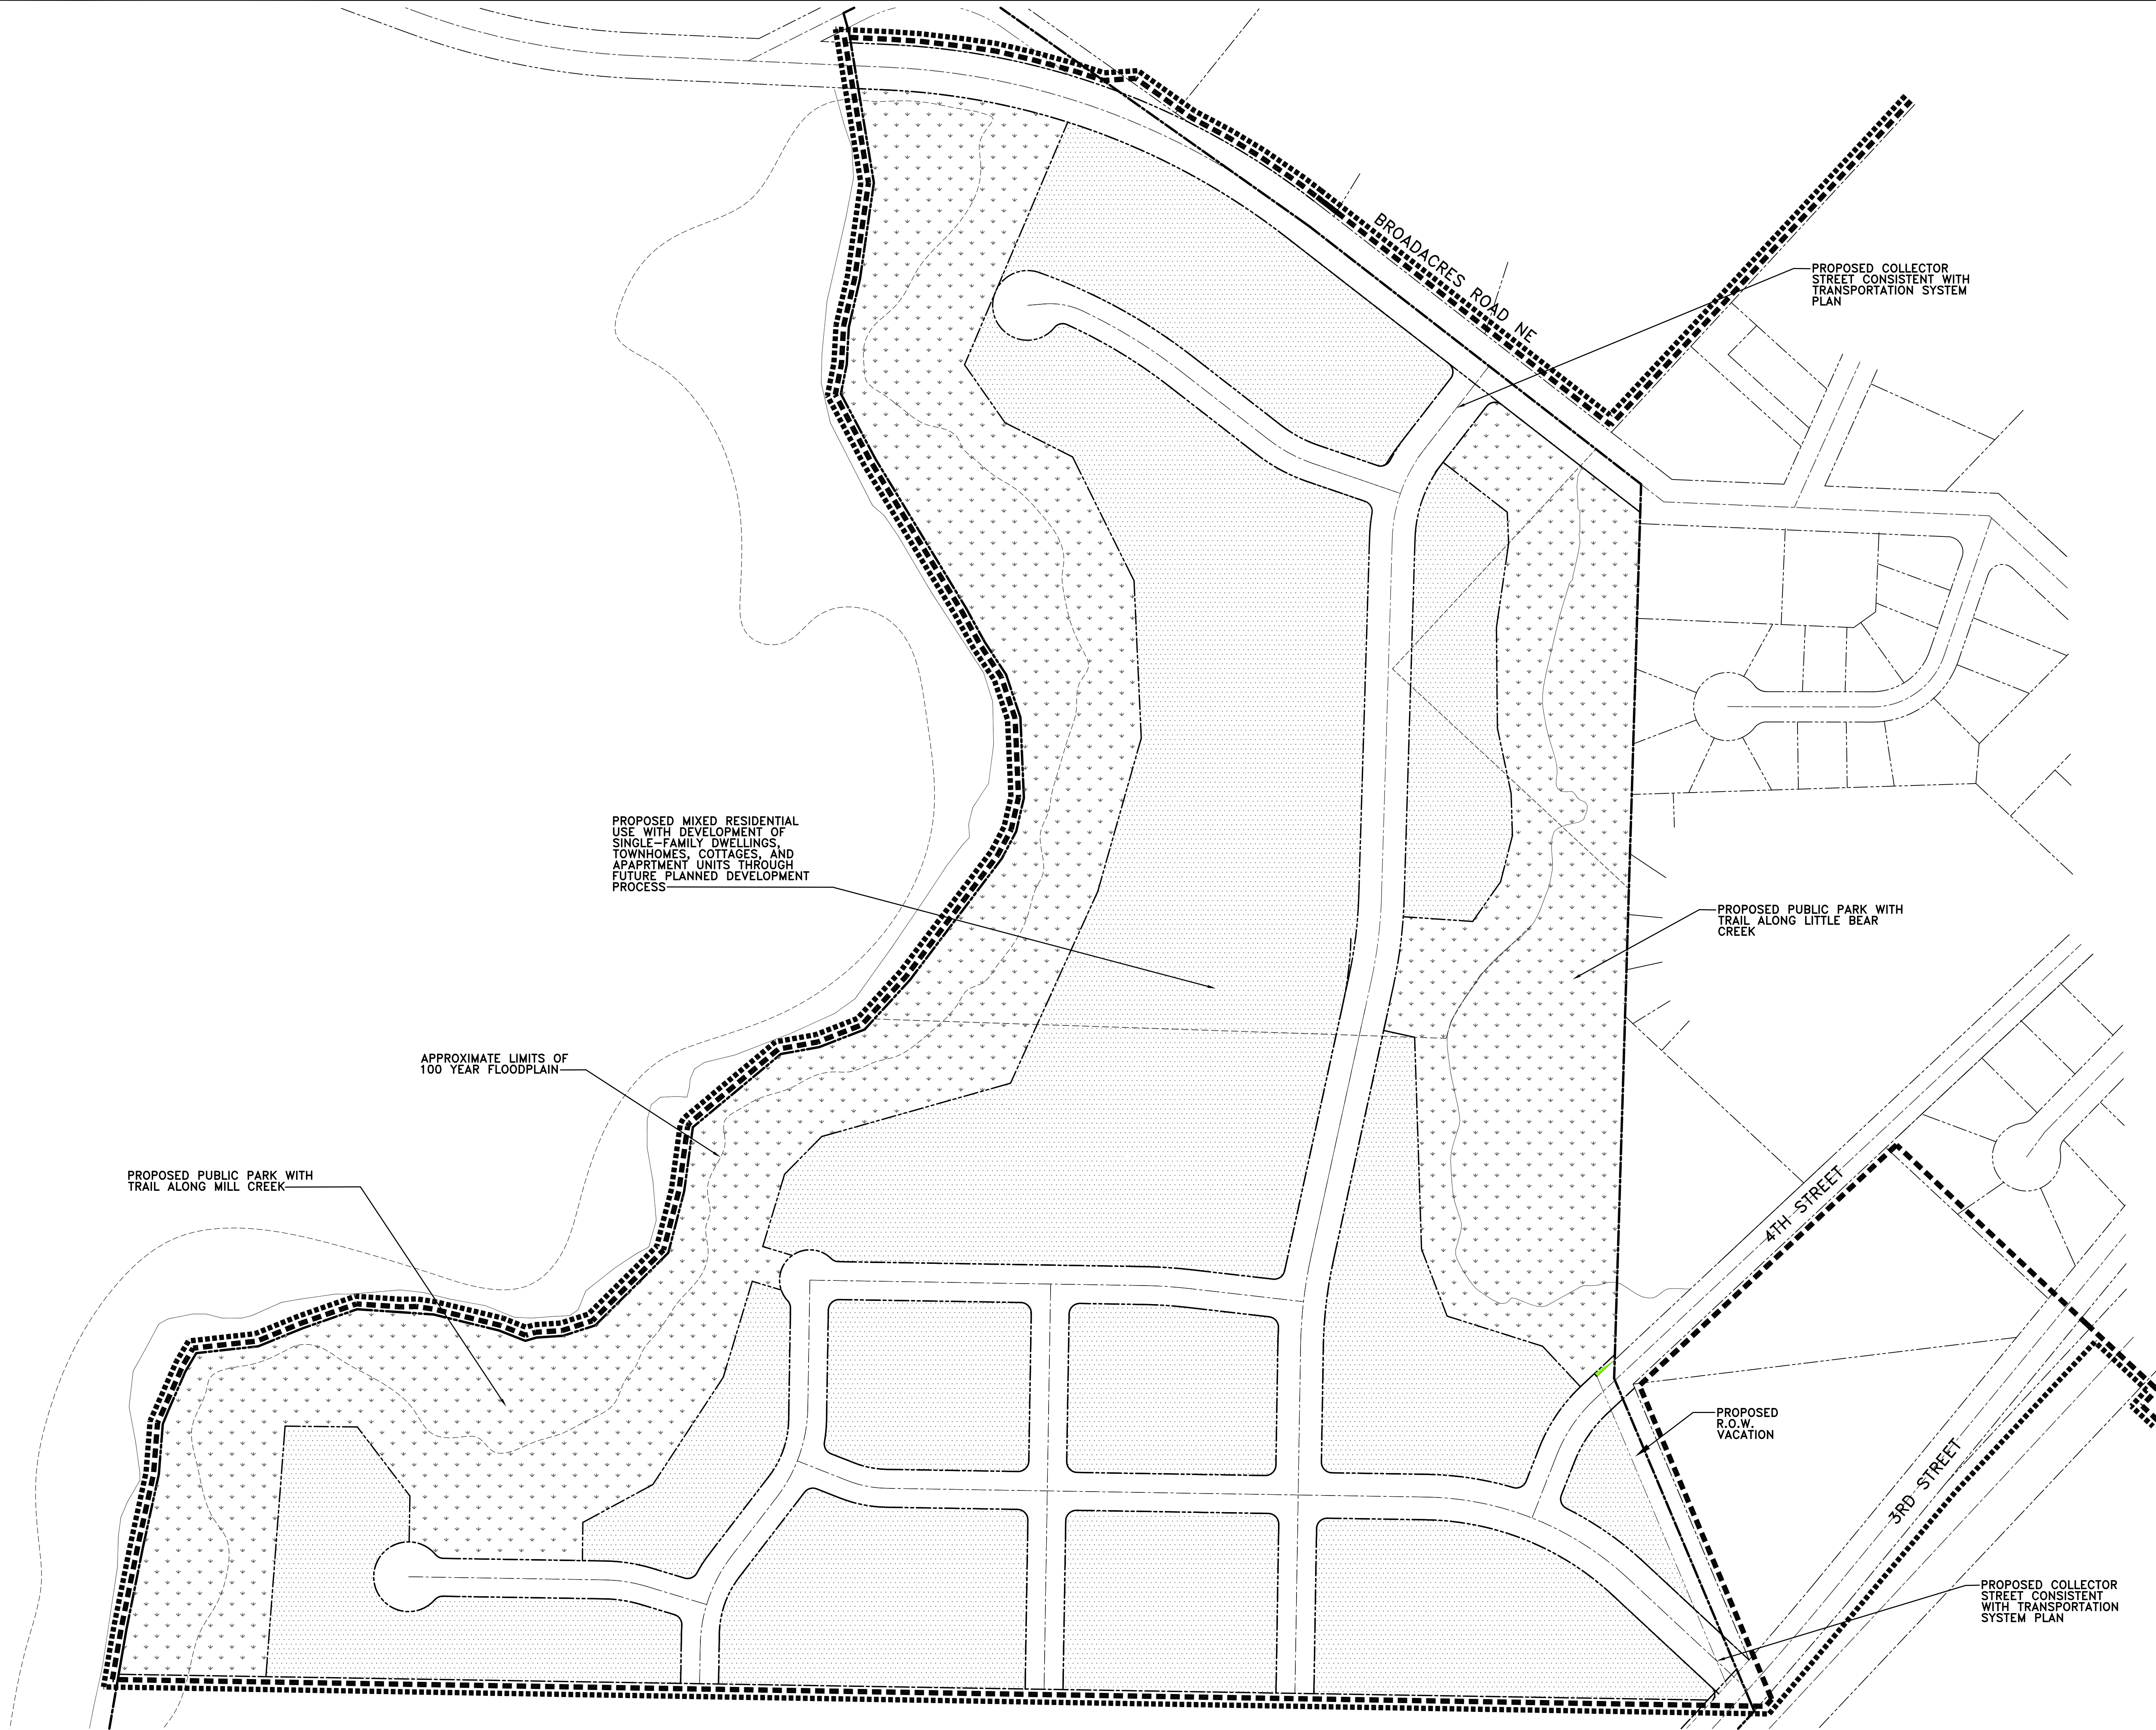 BROADACRES ROAD NE
PROPOSED COLLECTOR
STREET CONSISTENT WITH
TRANSPORTATION SYSTEM
PLAN
PROPOSED MIXED RESIDENTIAL
USE WITH DEVELOPMENT OF
SINGLE-FAMILY DWELLINGS,
TOWNHOMES, COTTAGES, AND
APAPRTMENT UNITS THROUGH
FUTURE PLANNED DEVELOPMENT
PROCESS
PROPOSED PUBLIC PARK WITH
TRAIL ALONG LITTLE BEAR
CREEK
APPROXIMATE LIMITS OF
100 YEAR FLOODPLAIN
PROPOSED PUBLIC PARK WITH
TRAIL ALONG MILL CREEK
4TH STREET
PROPOSED
R.O.W.
VACATION
3RD STREET
PROPOSED COLLECTOR
STREET CONSISTENT
WITH TRANSPORTATION
SYSTEM PLAN